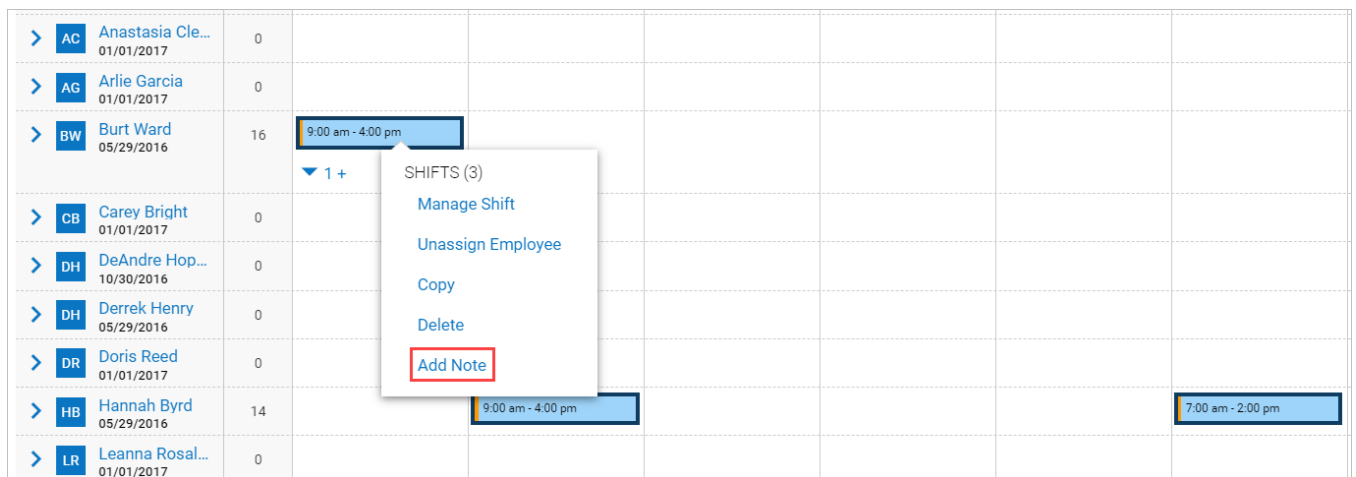 AC Anastasia Cle... 0
01/01/2017
AG Arlie Garcia 0
01/01/2017
BW Burt Ward 16 9:00 am - 4:00 pm
05/29/2016
1 +
SHIFTS (3)
Manage Shift
Unassign Employee
Copy
Delete
Add Note
CB Carey Bright 0
01/01/2017
DH DeAndre Hop... 0
10/30/2016
DH Derrek Henry 0
05/29/2016
DR Doris Reed 0
01/01/2017
HB Hannah Byrd 14 9:00 am - 4:00 pm 7:00 am - 2:00 pm
05/29/2016
LR Leanna Rosal... 0
01/01/2017